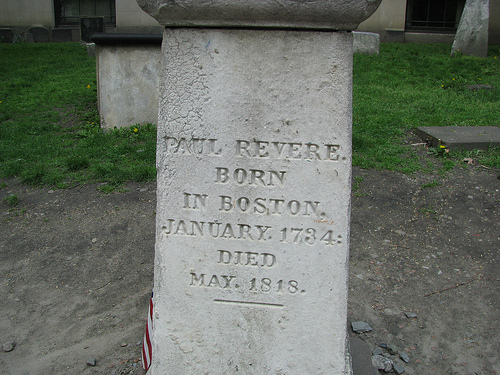 PAUL REVERE.
BORN
IN BOSTON,
JANUARY. 1734:
DIED
MAY. 1818.